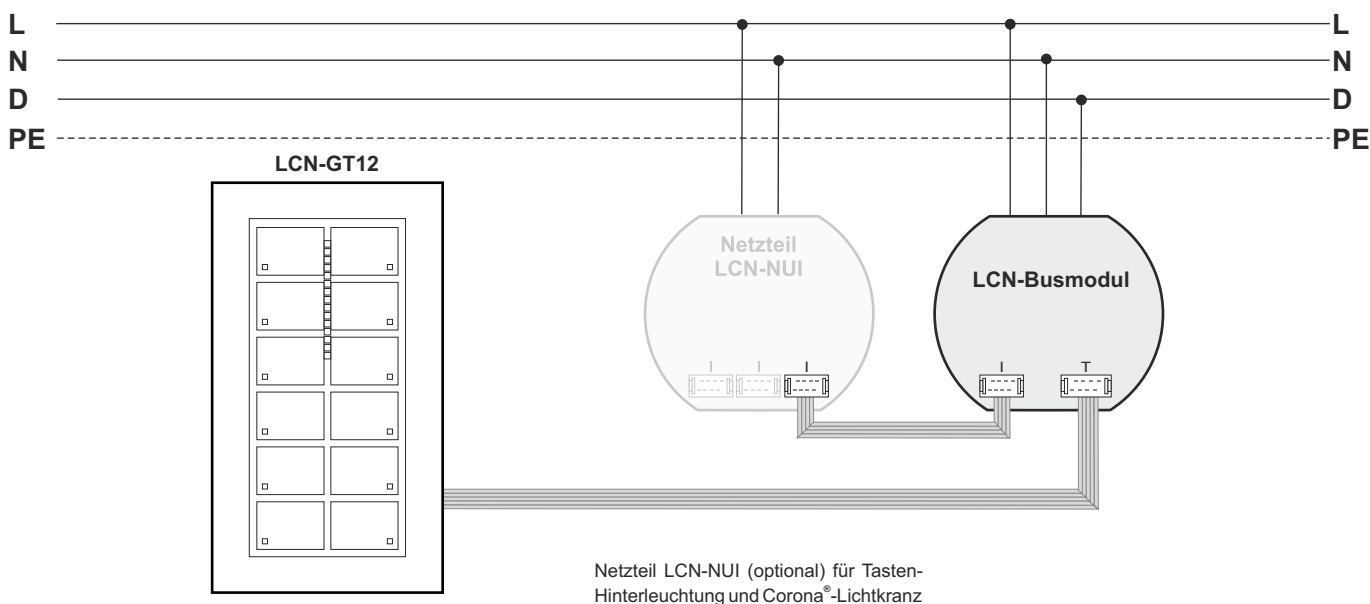 L L
N N
D D
PE PE
LCN-GT12
Netzteil
LCN-NUI
LCN-Busmodul
I I I I T
Netzteil LCN-NUI (optional) für Tasten-
Hinterleuchtung und Corona®-Lichtkranz